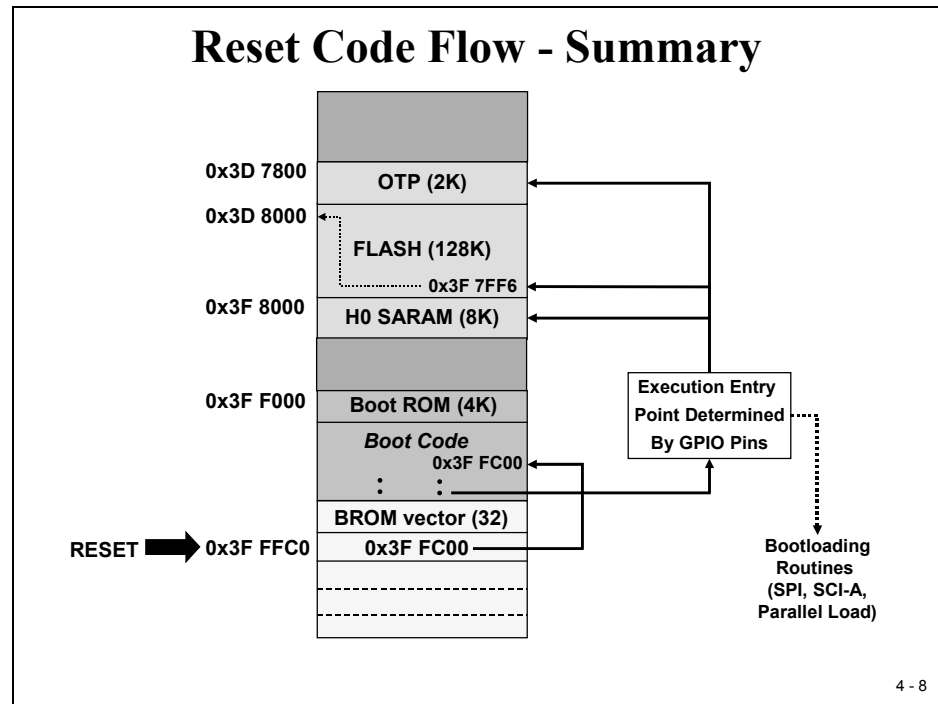 Reset Code Flow - Summary
0x3D 7800
OTP (2K)
0x3D 8000
FLASH (128K)
0x3F 7FF6
0x3F 8000
H0 SARAM (8K)
0x3F F000
Boot ROM (4K)
Boot Code
0x3F FC00
BROM vector (32)
RESET
0x3F FFC0
0x3F FC00
Execution Entry
Point Determined
By GPIO Pins
Bootloading
Routines
(SPI, SCI-A,
Parallel Load)
4 - 8